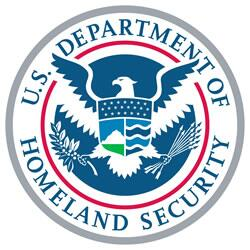 U.S. DEPARTMENT OF
HOMELAND SECURITY